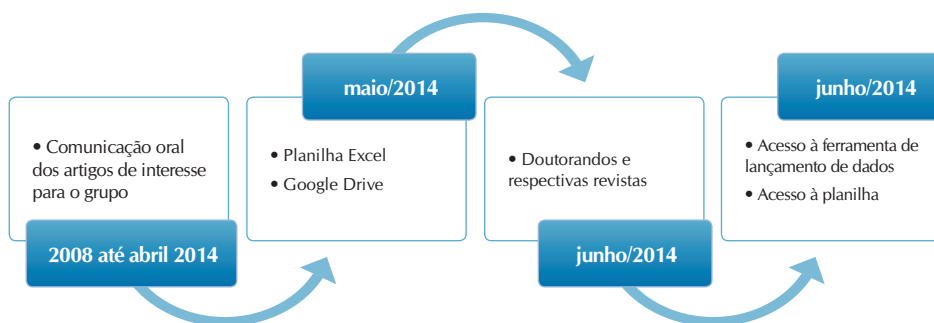 • Comunicação oral
dos artigos de interesse
para o grupo
2008 até abril 2014
maio/2014
• Planilha Excel
• Google Drive
• Doutorandos e
respectivas revistas
junho/2014
junho/2014
• Acesso à ferramenta de
lançamento de dados
• Acesso à planilha